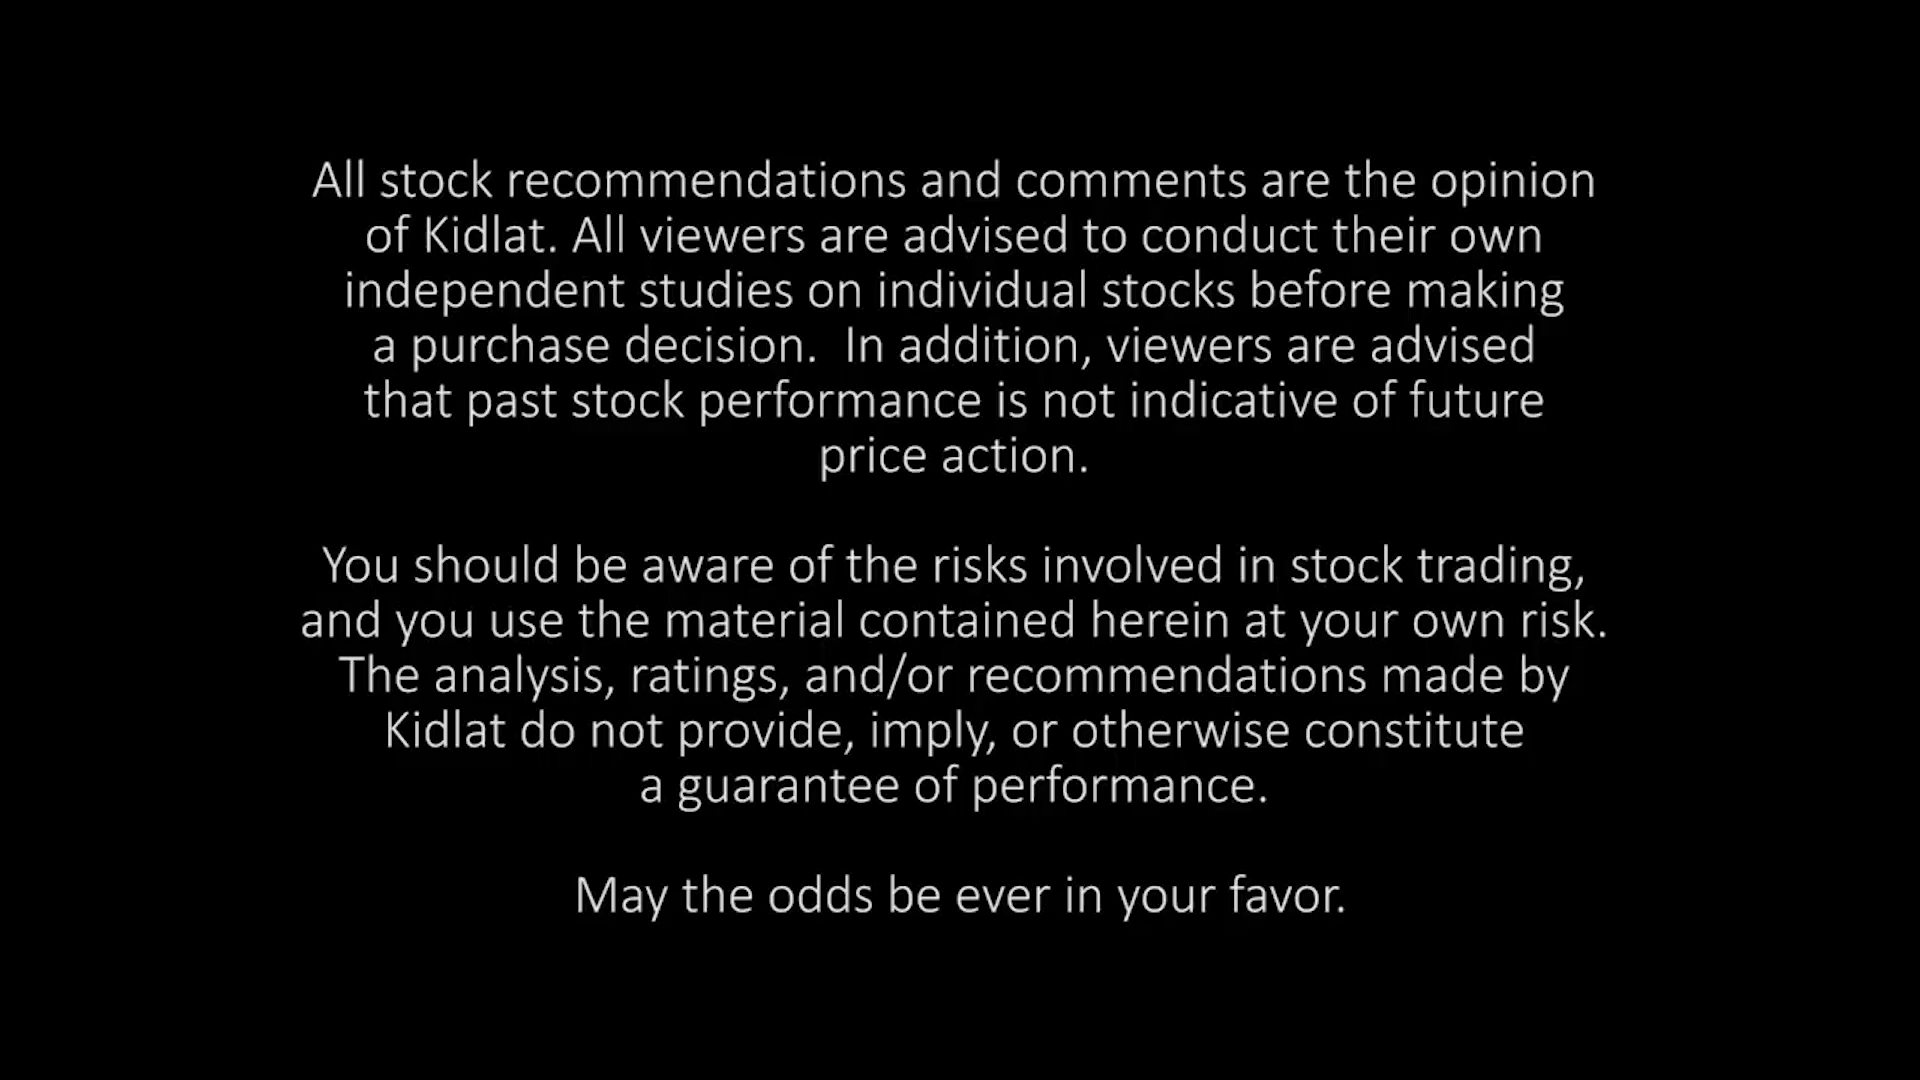 All stock recommendations and comments are the opinion
of Kidlat. All viewers are advised to conduct their own
independent studies on individual stocks before making
a purchase decision.  In addition, viewers are advised
that past stock performance is not indicative of future
price action.
You should be aware of the risks involved in stock trading,
and you use the material contained herein at your own risk.
The analysis, ratings, and/or recommendations made by
Kidlat do not provide, imply, or otherwise constitute
a guarantee of performance.
May the odds be ever in your favor.